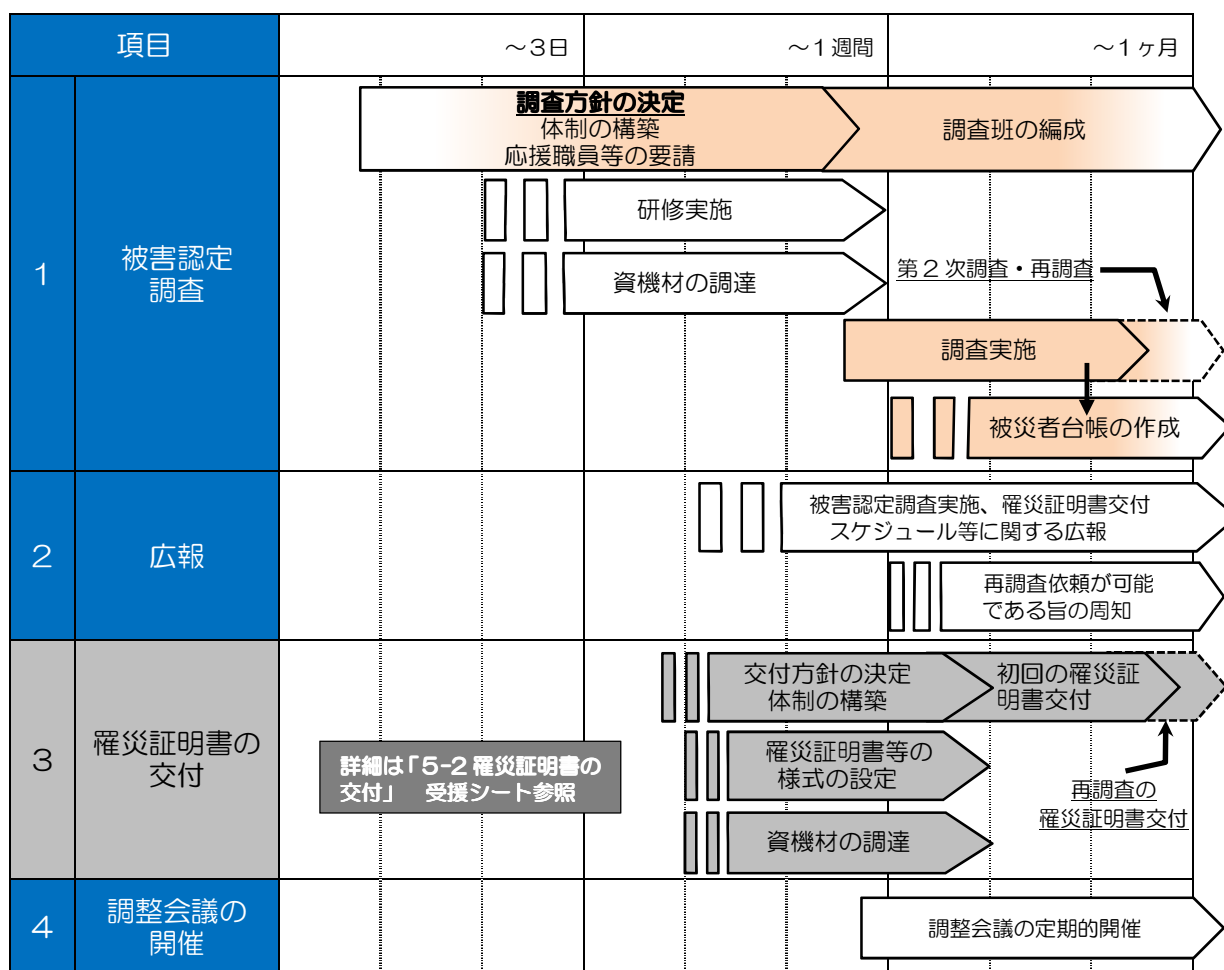 項目
~3日
~1週間
~1ヶ月
1
被害認定
調査
調査方針の決定
体制の構築
応援職員等の要請
調査班の編成
研修実施
資機材の調達
第2次調査・再調査
調査実施
被災者台帳の作成
2
広報
被害認定調査実施、罹災証明書交付
スケジュール等に関する広報
再調査依頼が可能
である旨の周知
3
罹災証明書の
交付
交付方針の決定
体制の構築
初回の罹災証
明書交付
詳細は「5-2 罹災証明書の
交付」 受援シート参照
罹災証明書等の
様式の設定
再調査の
罹災証明書交付
資機材の調達
4
調整会議の
開催
調整会議の定期的開催